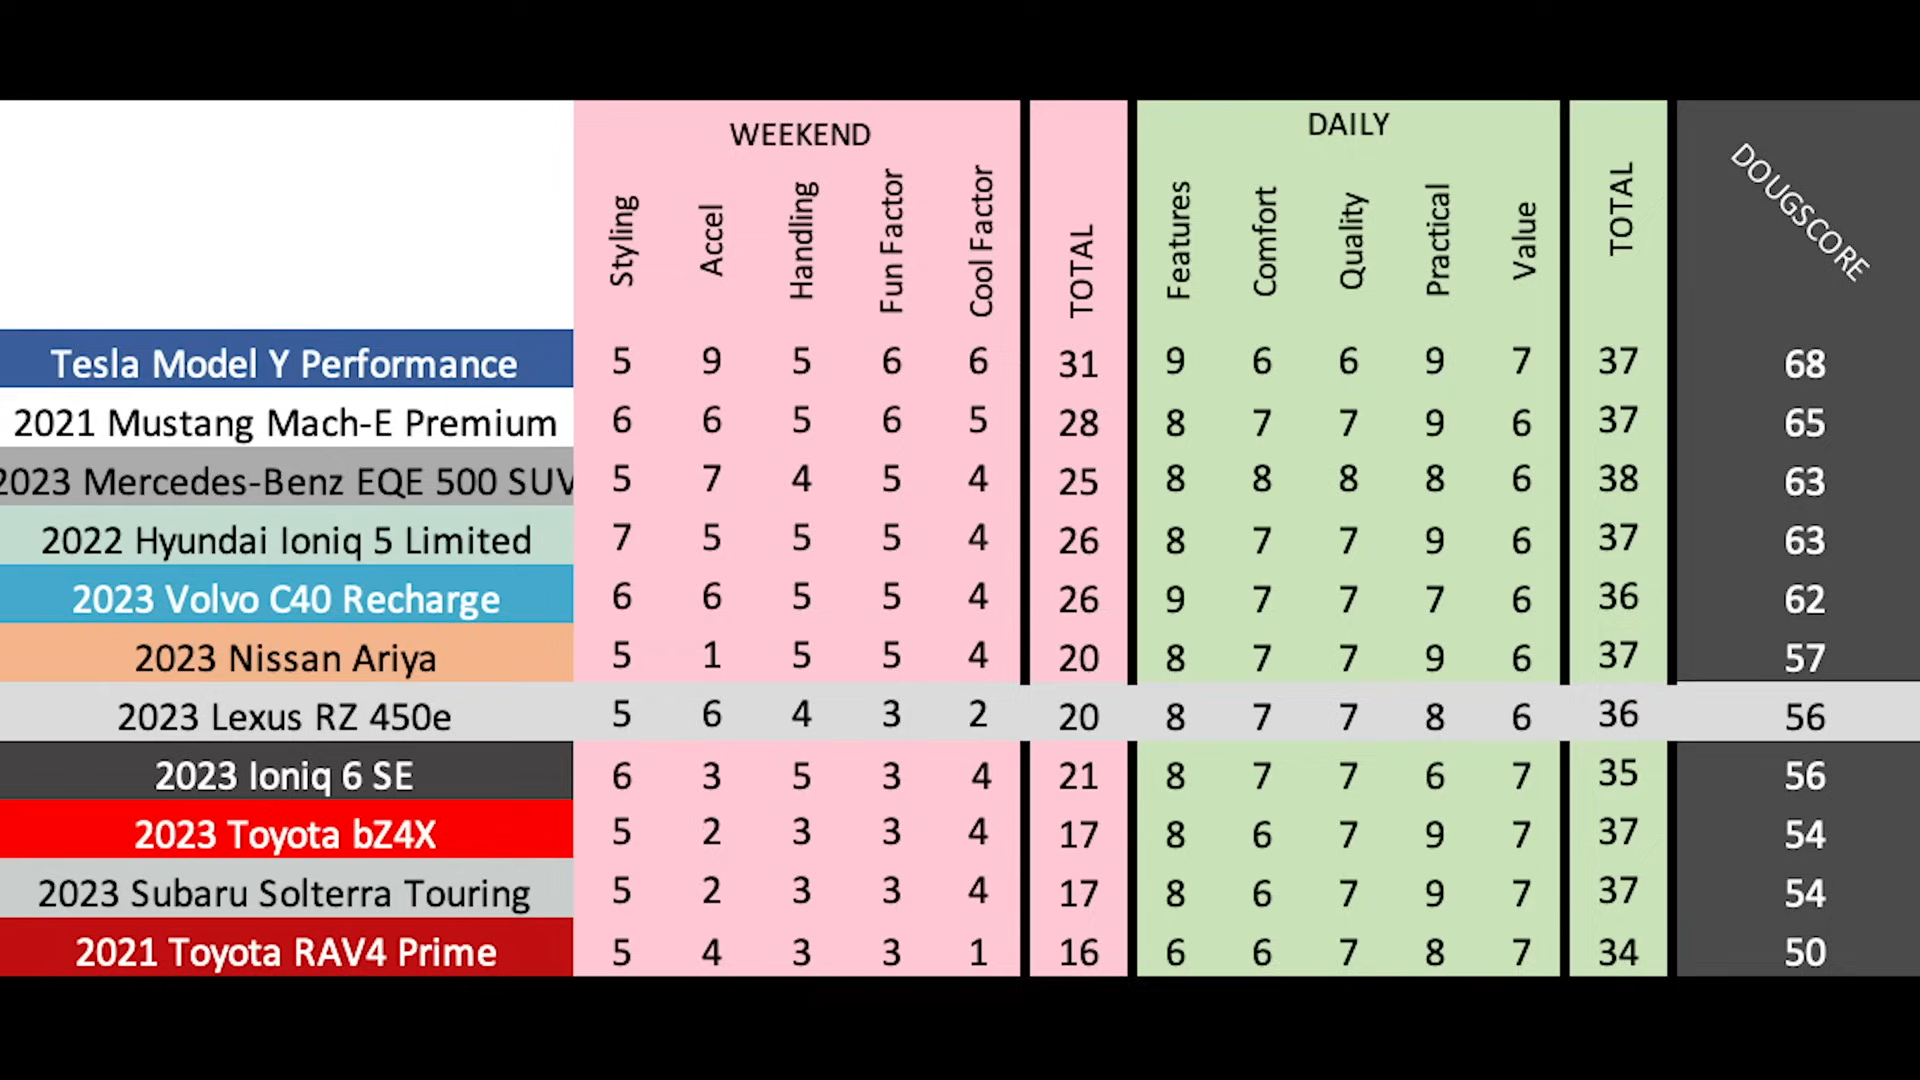 WEEKEND DAILY
Styling Accel Handling Fun Factor Cool Factor TOTAL Features Comfort Quality Practical Value TOTAL DOUGSCORE
Tesla Model Y Performance 5 9 5 6 6 31 9 6 6 9 7 37 68
2021 Mustang Mach-E Premium 6 6 5 6 5 28 8 7 7 9 6 37 65
2023 Mercedes-Benz EQE 500 SUV 5 7 4 5 4 25 8 8 8 8 6 38 63
2022 Hyundai Ioniq 5 Limited 7 5 5 5 4 26 8 7 7 9 6 37 63
2023 Volvo C40 Recharge 6 6 5 5 4 26 9 7 7 7 6 36 62
2023 Nissan Ariya 5 1 5 5 4 20 8 7 7 9 6 37 57
2023 Lexus RZ 450e 5 6 4 3 2 20 8 7 7 8 6 36 56
2023 Ioniq 6 SE 6 3 5 3 4 21 8 7 7 6 7 35 56
2023 Toyota bZ4X 5 2 3 3 4 17 8 6 7 9 7 37 54
2023 Subaru Solterra Touring 5 2 3 3 4 17 8 6 7 9 7 37 54
2021 Toyota RAV4 Prime 5 4 3 3 1 16 6 6 7 8 7 34 50